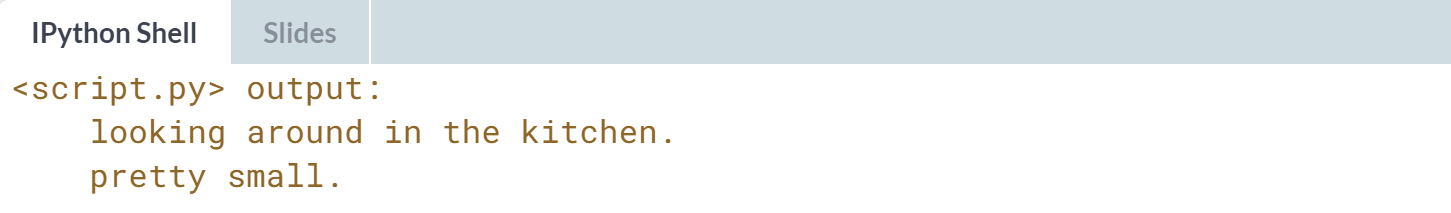 IPython Shell Slides
<script.py> output:
looking around in the kitchen.
pretty small.